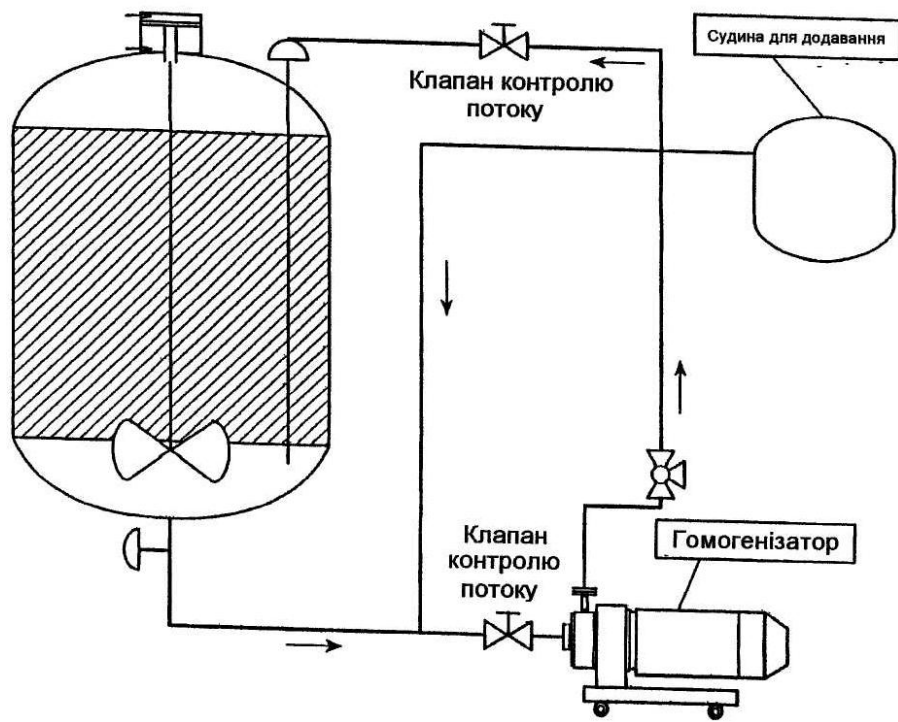 Судина для додавання
Клапан контролю
потоку
Клапан
контролю
потоку
Гомогенізатор